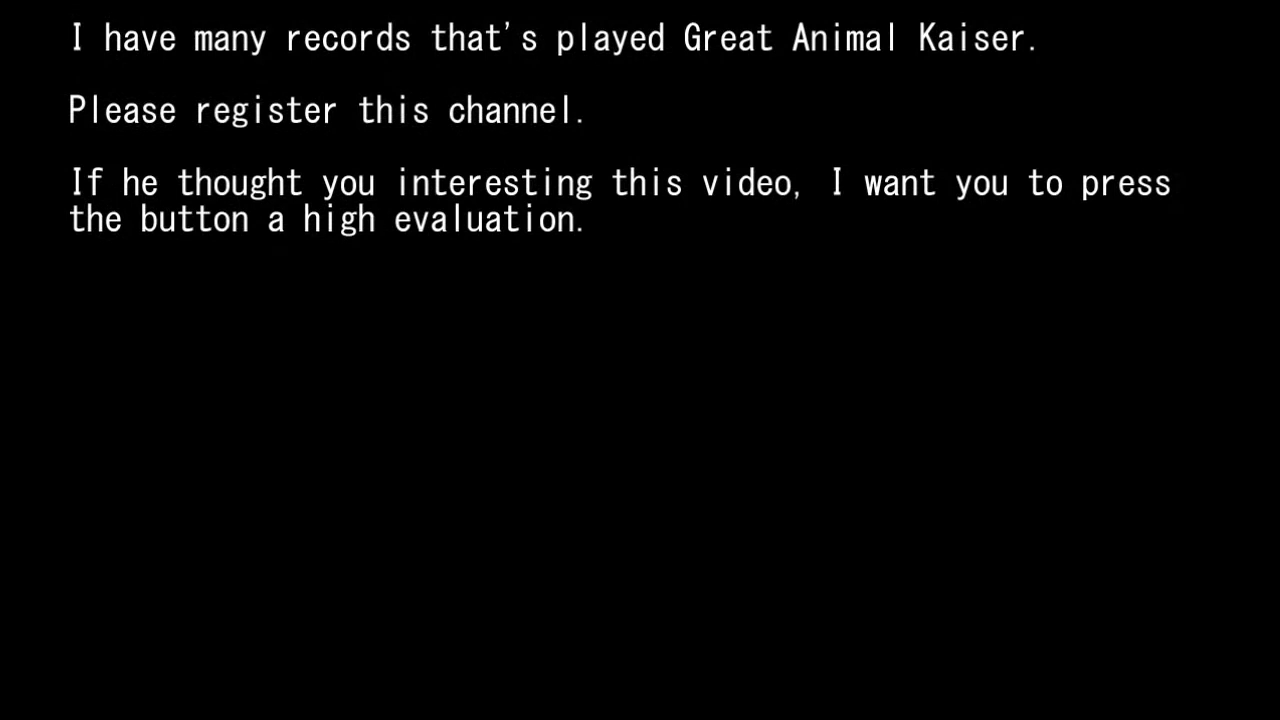 I have many records that's played Great Animal Kaiser.
Please register this channel.
If he thought you interesting this video, I want you to press
the button a high evaluation.